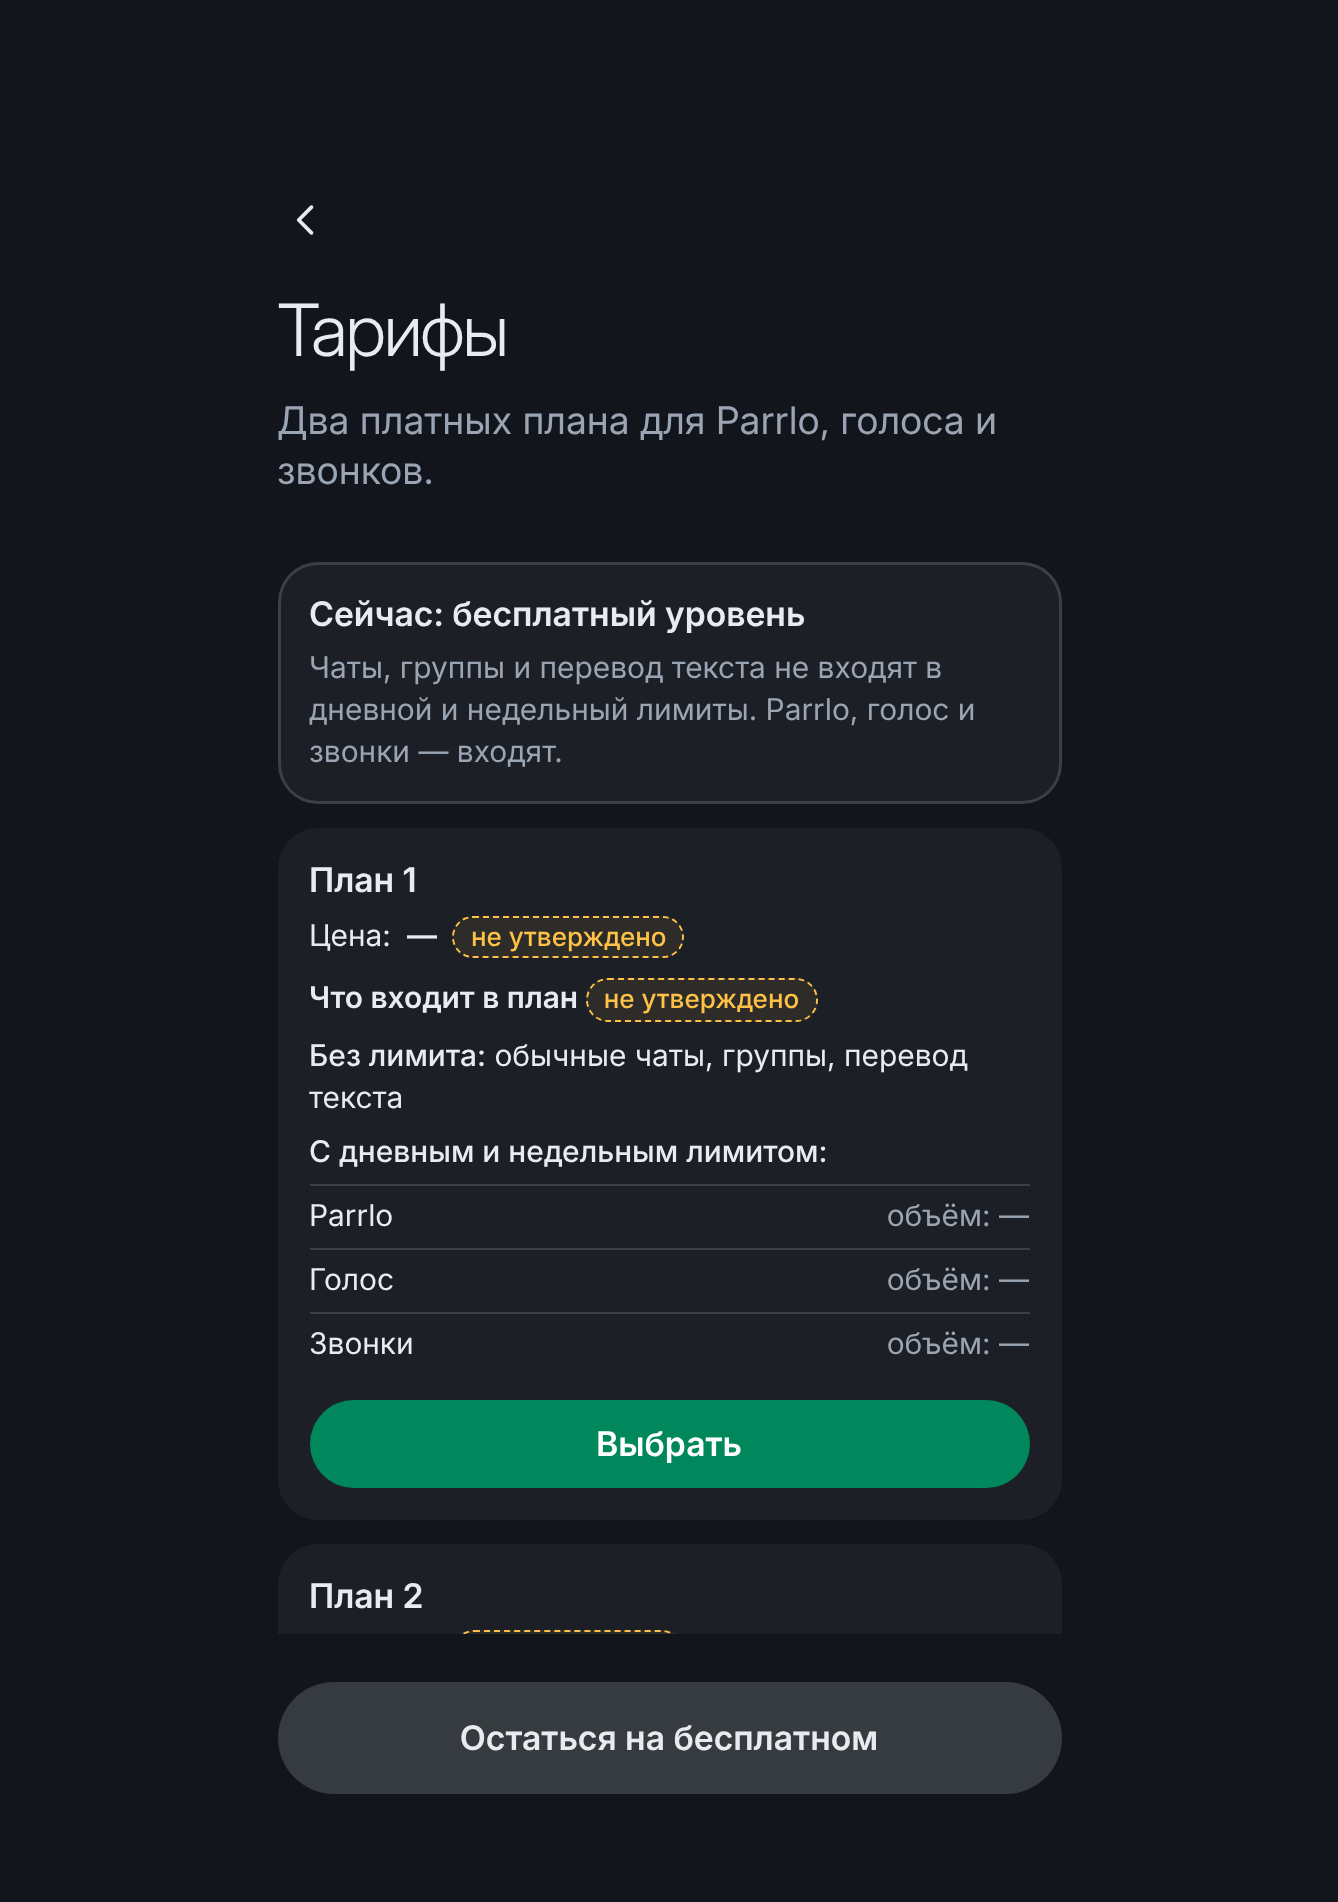 Тарифы
Два платных плана для Parrlo, голоса и
звонков.
Сейчас: бесплатный уровень
Чаты, группы и перевод текста не входят в
дневной и недельный лимиты. Parrlo, голос и
звонки — входят.
План 1
Цена: — не утверждено
Что входит в план не утверждено
Без лимита: обычные чаты, группы, перевод
текста
С дневным и недельным лимитом:
Parrlo объём: —
Голос объём: —
Звонки объём: —
Выбрать
План 2
Остаться на бесплатном